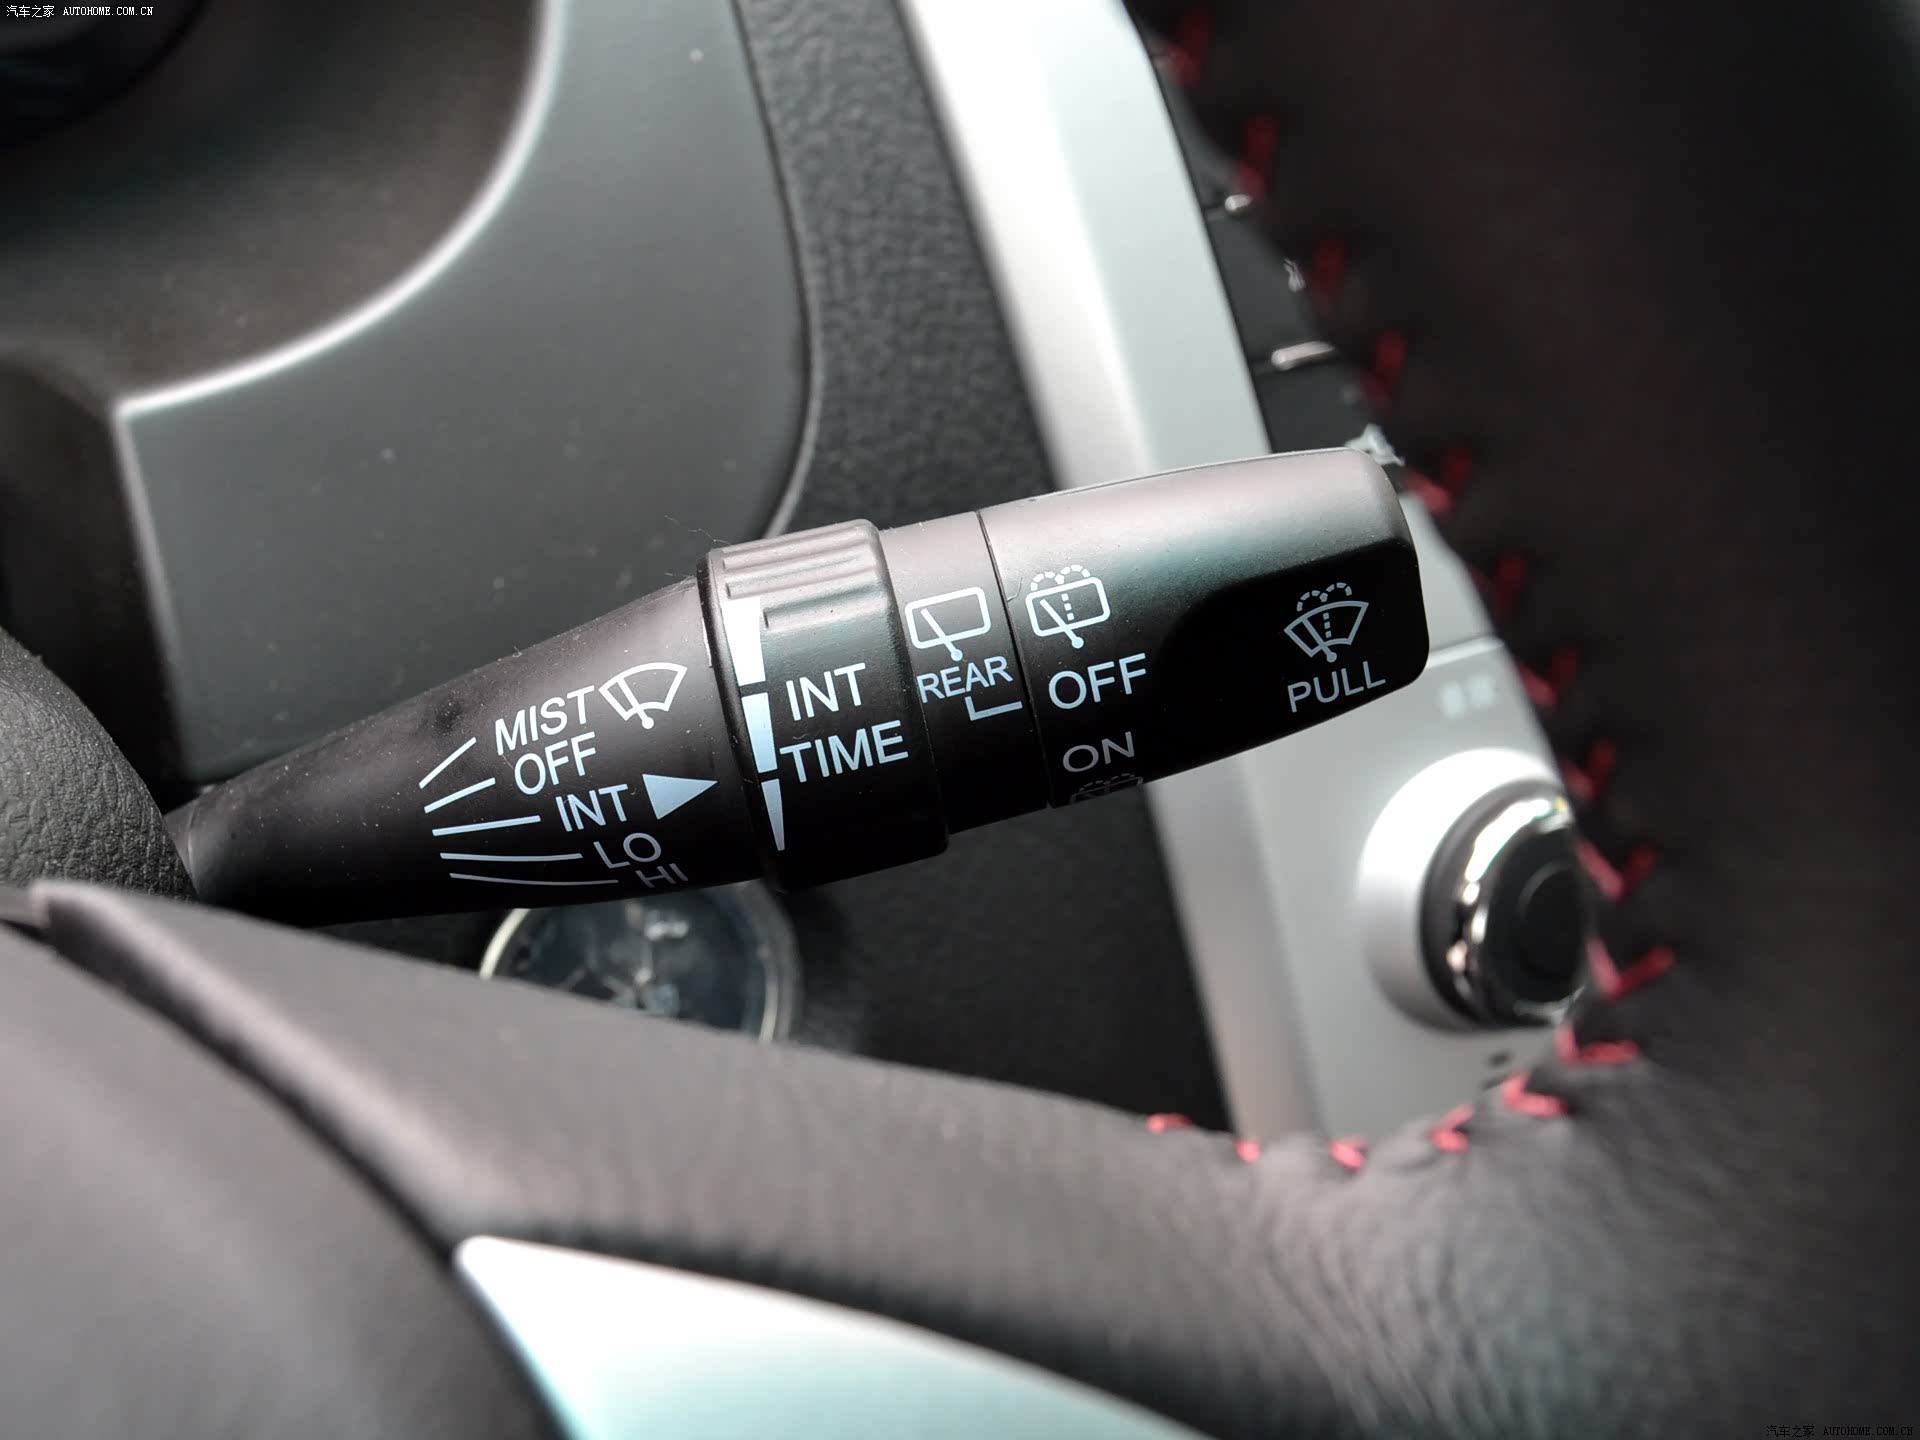 汽车之家 AUTOHOME.COM.CN
MIST
OFF
INT
LO
HI
INT
TIME
REAR
OFF
ON
PULL
汽车之家 AUTOHOME.COM.CN